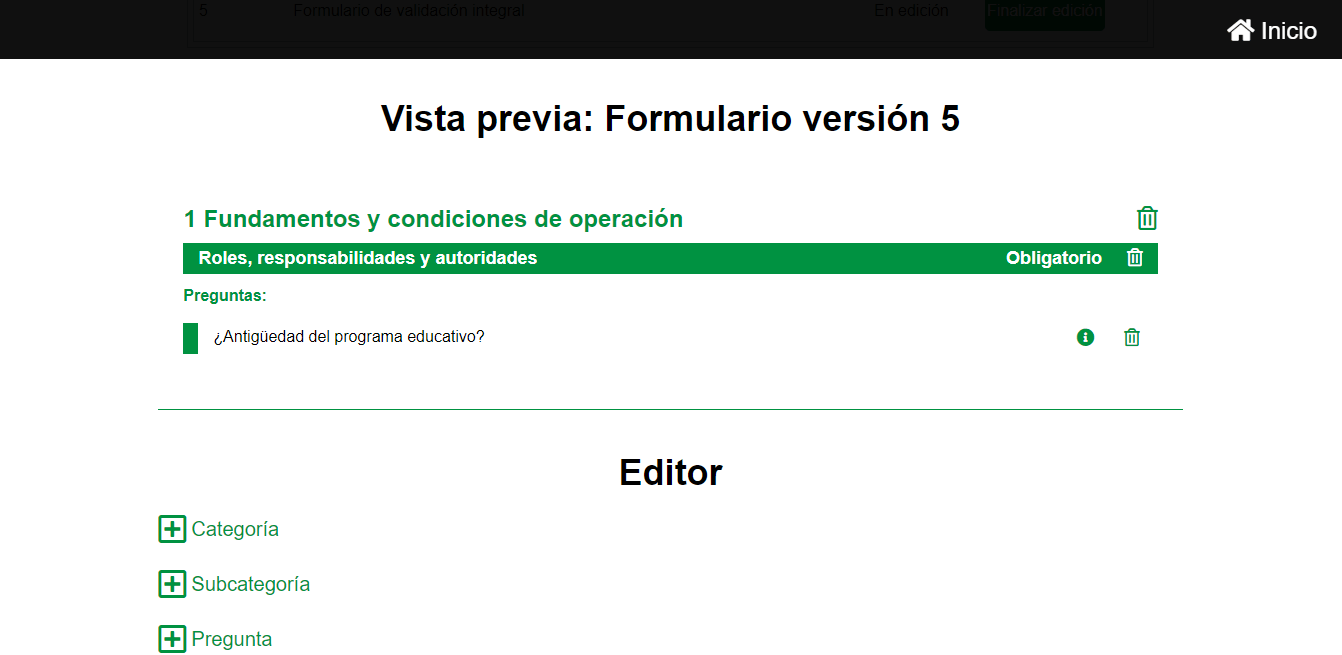 5 Formulario de validación integral En edición Finalizar edición
Inicio
Vista previa: Formulario versión 5
1 Fundamentos y condiciones de operación
Roles, responsabilidades y autoridades Obligatorio
Preguntas:
¿Antigüedad del programa educativo?
Editor
Categoría
Subcategoría
Pregunta